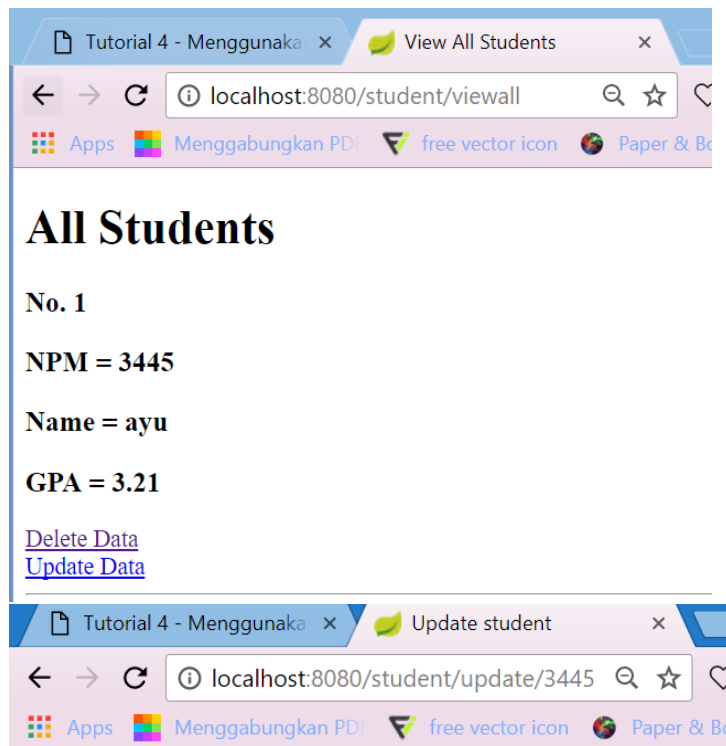 Tutorial 4 - Menggunaka
View All Students
localhost:8080/student/viewall
Apps Menggabungkan PDF free vector icon Paper & Bo
All Students
No. 1
NPM = 3445
Name = ayu
GPA = 3.21
Delete Data
Update Data
Tutorial 4 - Menggunaka
Update student
localhost:8080/student/update/3445
Apps Menggabungkan PDF free vector icon Paper & Bo